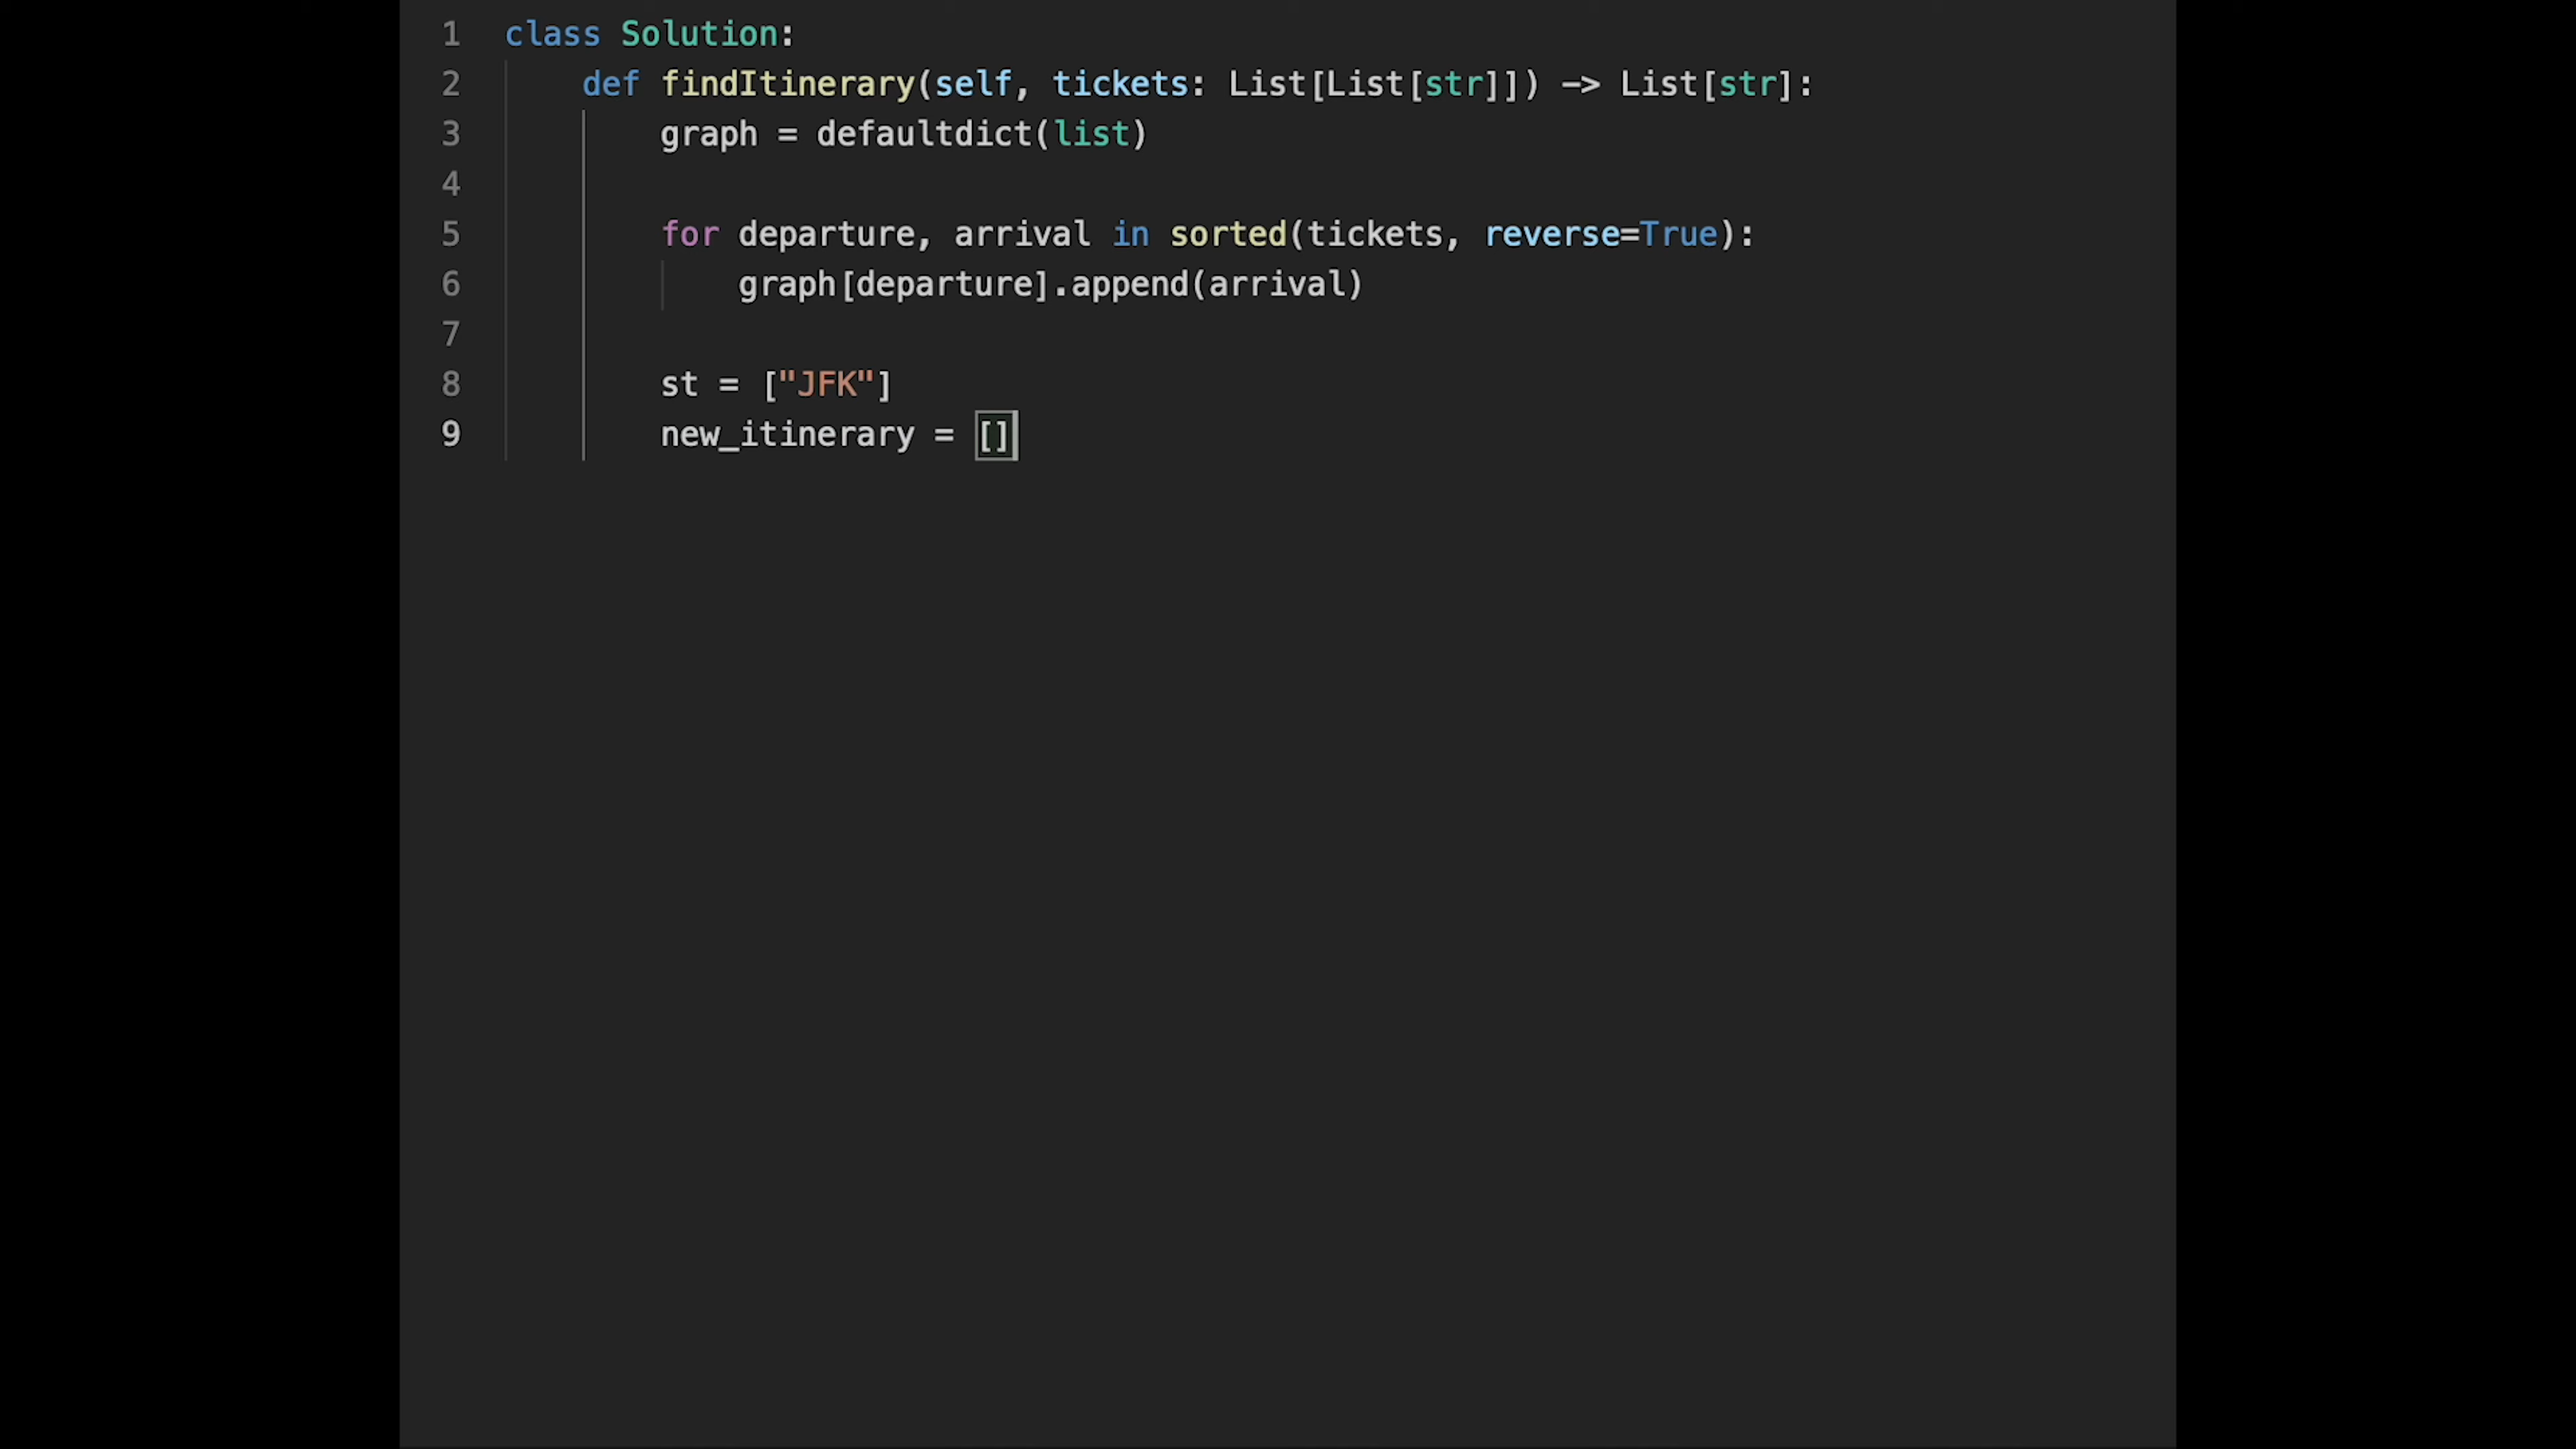 1 class Solution:
2 def findItinerary(self, tickets: List[List[str]]) -> List[str]:
3 graph = defaultdict(list)
4
5 for departure, arrival in sorted(tickets, reverse=True):
6 graph[departure].append(arrival)
7
8 st = ["JFK"]
9 new_itinerary = []